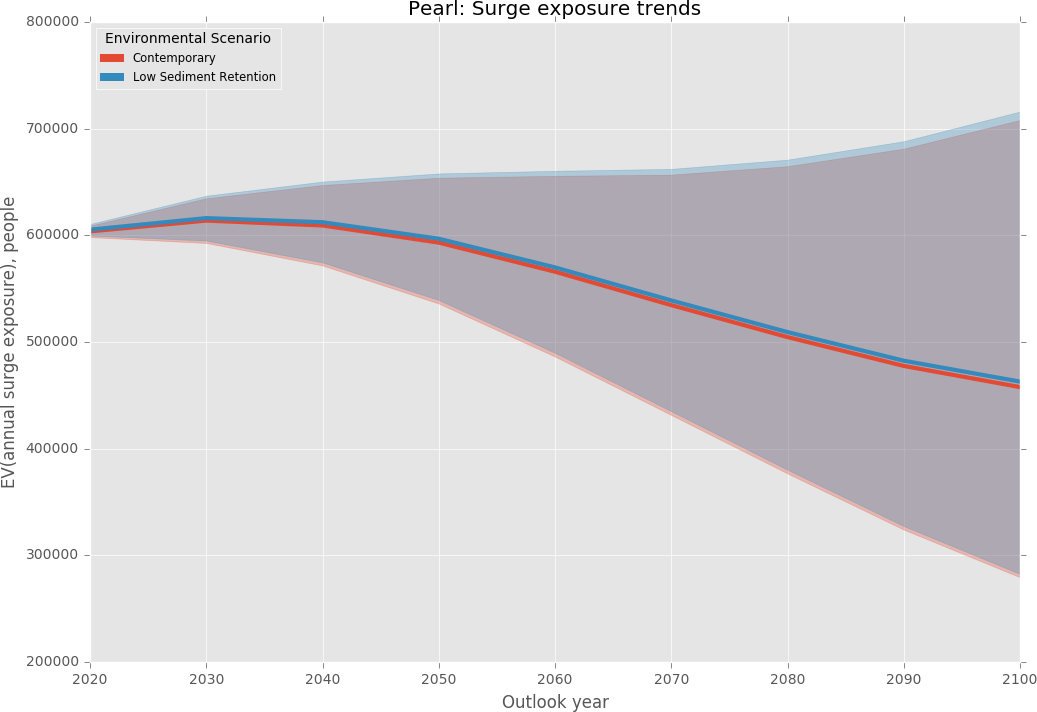 Pearl: Surge exposure trends
800000
700000
600000
500000
400000
300000
200000
EV(annual surge exposure), people
Environmental Scenario
Contemporary
Low Sediment Retention
2020 2030 2040 2050 2060 2070 2080 2090 2100
Outlook year